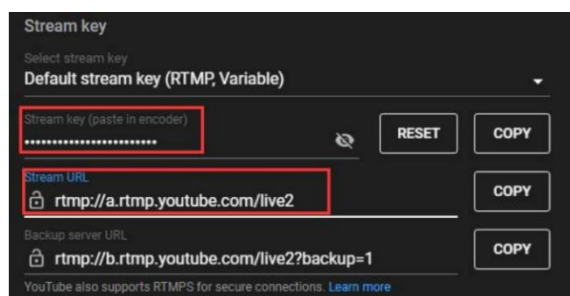 Stream key
Select stream key
Default stream key (RTMP, Variable)
Stream key (paste in encoder)
••••••••••••••••••••••••
RESET
COPY
Stream URL
rtmp://a.rtmp.youtube.com/live2
COPY
Backup server URL
rtmp://b.rtmp.youtube.com/live2?backup=1
COPY
YouTube also supports RTMPS for secure connections. Learn more